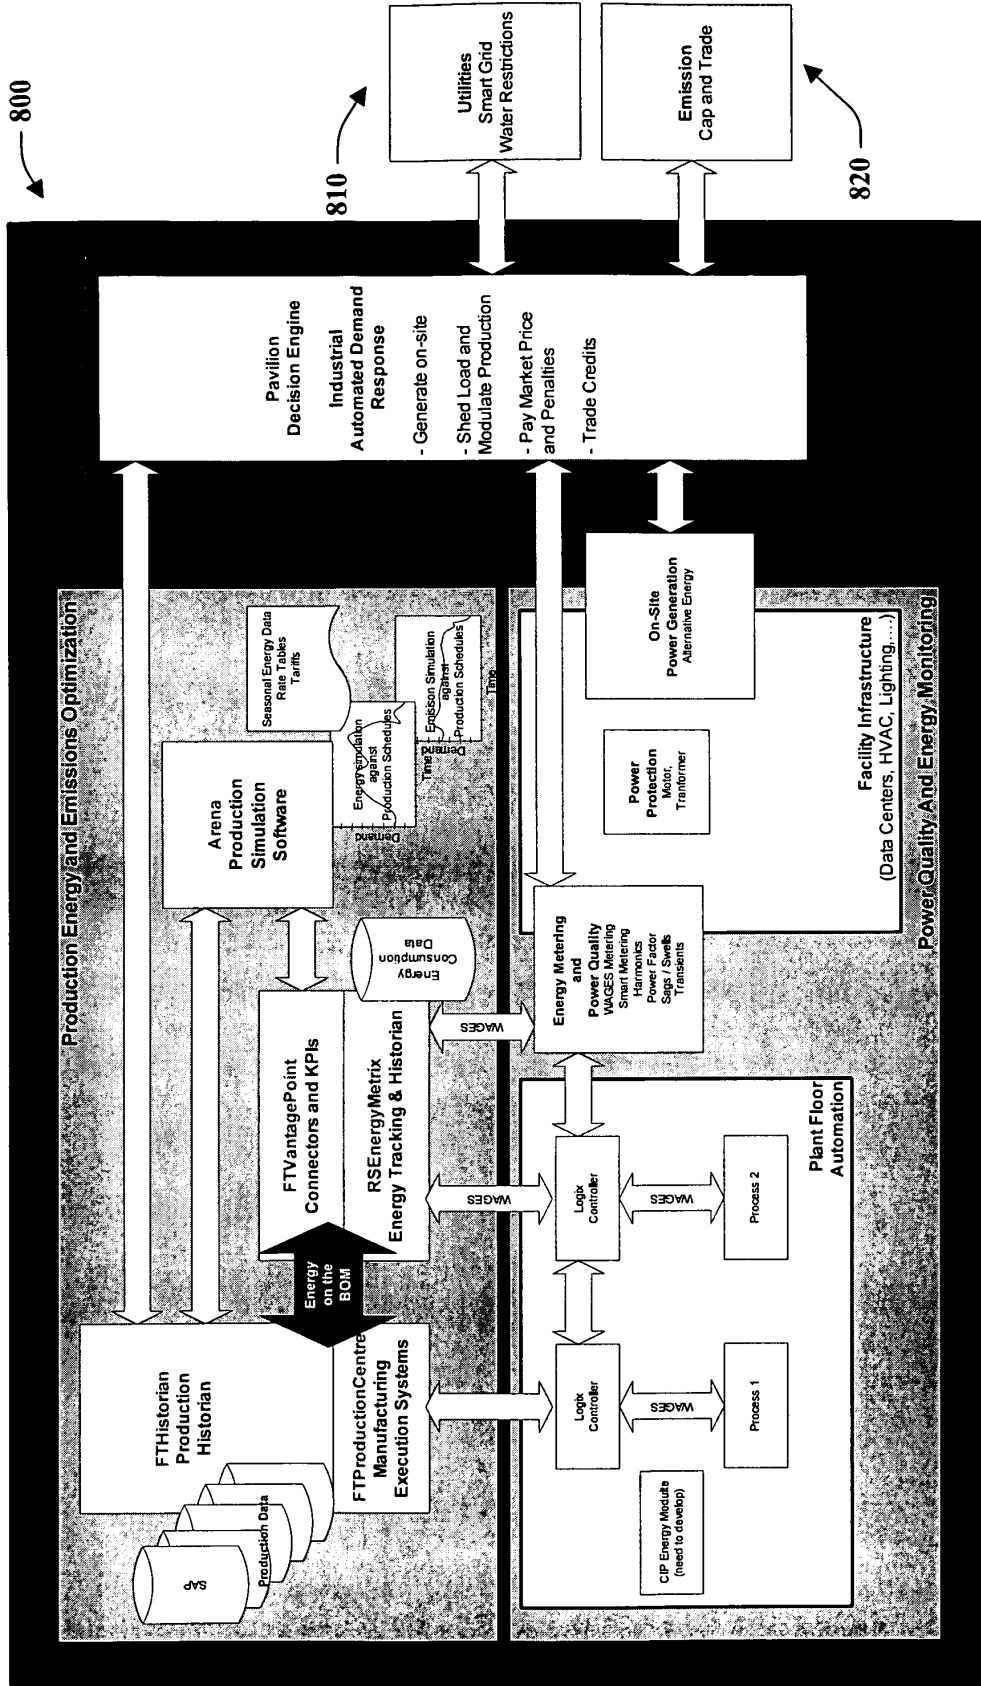 800
Production Energy and Emissions Optimization
SAP
Production Data
FTHistorian
Production
Historian
FTProductionCentre
Manufacturing
Execution Systems
Energy
on the
BOM
FTVantagePoint
Connectors and KPIs
RSEnergyMetrix
Energy Tracking & Historian
Energy
Consumption
Data
Arena
Production
Simulation
Software
Seasonal Energy Data
Rate Tables
Tariffs
Energy simulation
against
Production Schedules
Demand
Time
Emisison Simulation
against
Production Schedules
Demand
Time
Pavilion
Decision Engine
Industrial
Automated Demand
Response
- Generate on-site
- Shed Load and
Modulate Production
- Pay Market Price
and Penalties
- Trade Credits
810
Utilities
Smart Grid
Water Restrictions
Emission
Cap and Trade
820
WAGES
WAGES
CIP Energy Module
(need to develop)
Logix
Controller
WAGES
Process 1
Logix
Controller
WAGES
Process 2
Plant Floor
Automation
Energy Metering
and
Power Quality
WAGES Metering
Smart Metering
Harmonics
Power Factor
Sags / Swells
Transients
Power
Protection
Motor,
Tranformer
On-Site
Power Generation
Alternative Energy
Facility Infrastructure
(Data Centers, HVAC, Lighting,....)
Power Quality And Energy Monitoring